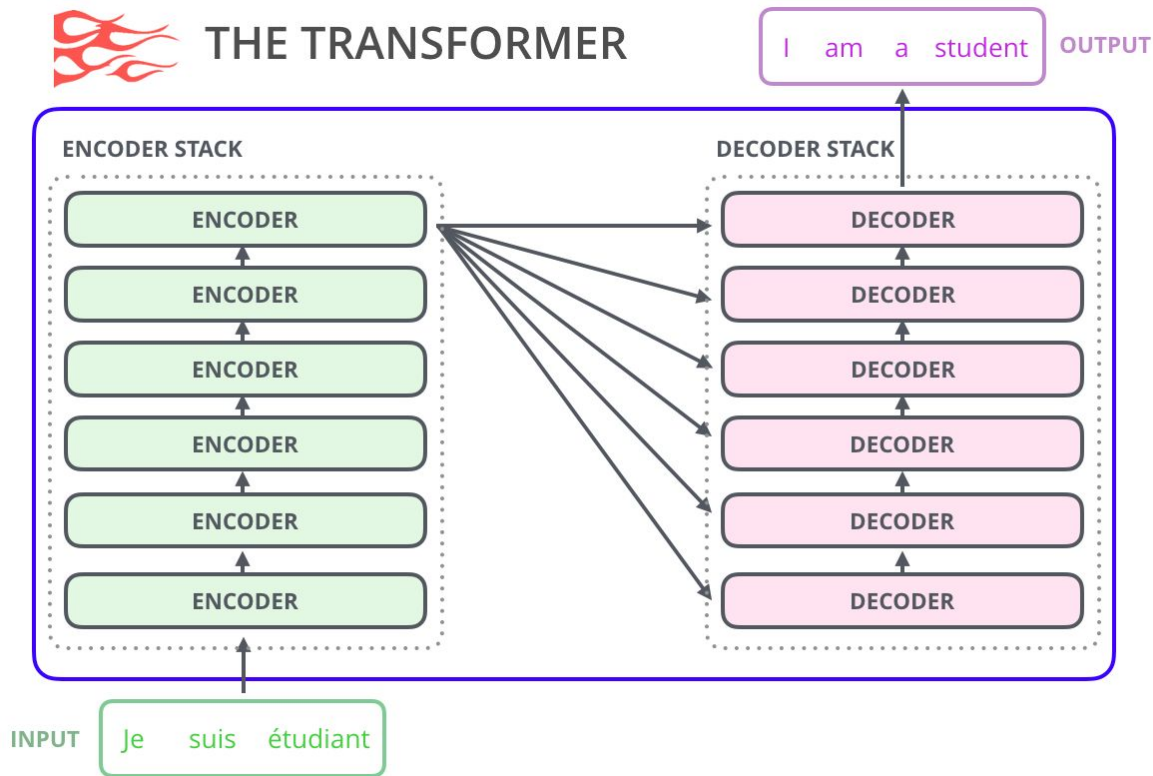 THE TRANSFORMER
I am a student
OUTPUT
ENCODER STACK
ENCODER
ENCODER
ENCODER
ENCODER
ENCODER
ENCODER
DECODER STACK
DECODER
DECODER
DECODER
DECODER
DECODER
DECODER
INPUT
Je suis étudiant